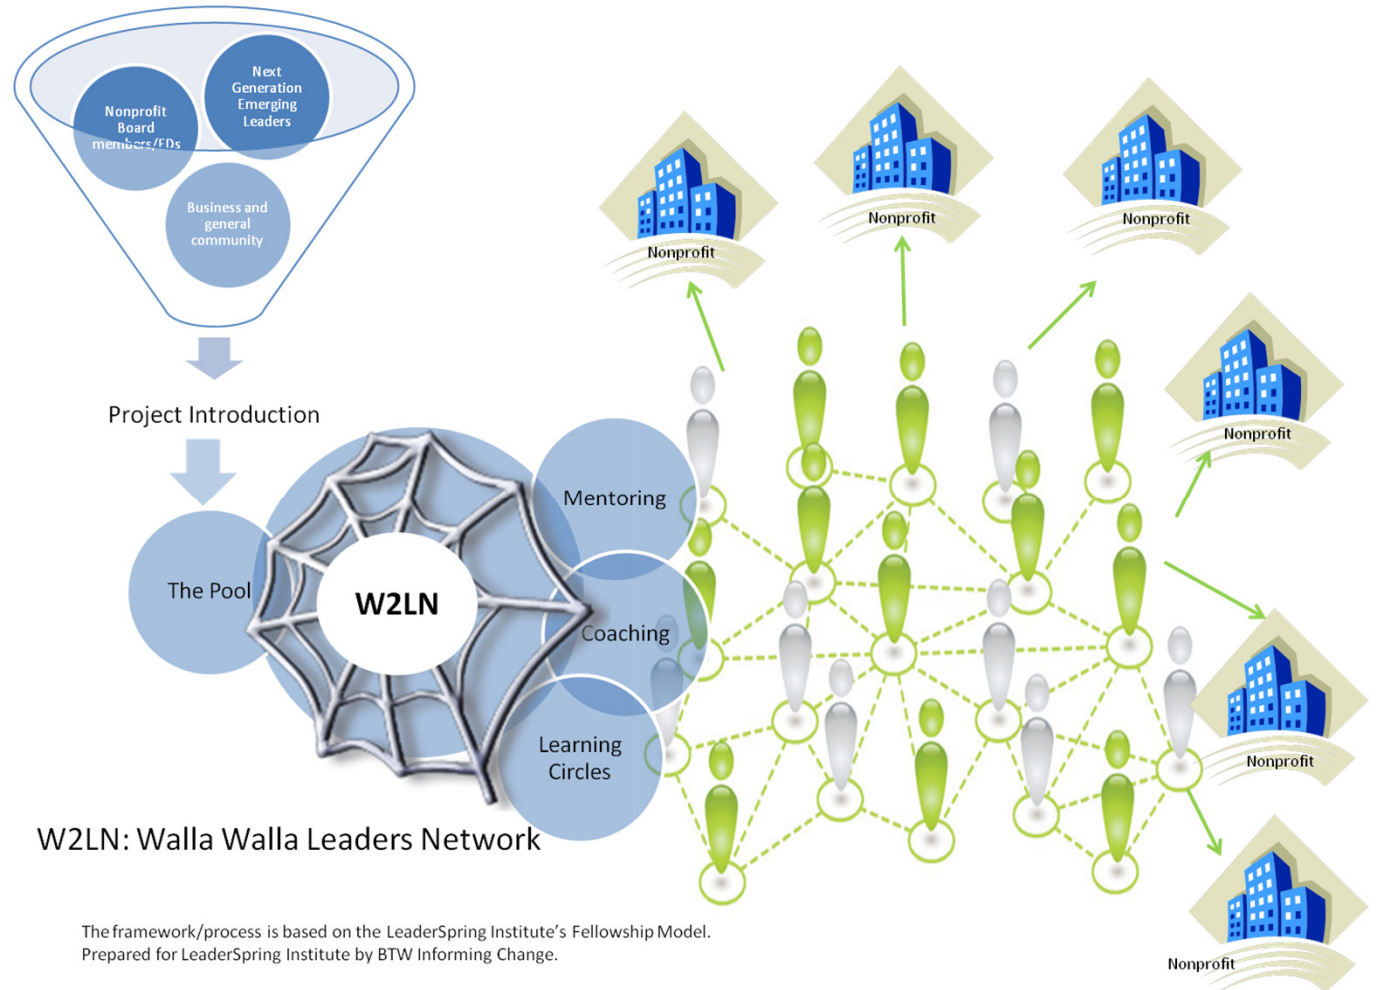 Next
Generation
Emerging
Leaders
Nonprofit
Board
members/EDs
Business and
general
community
Project Introduction
The Pool
W2LN
Mentoring
Coaching
Learning
Circles
Nonprofit
Nonprofit
Nonprofit
Nonprofit
Nonprofit
Nonprofit
W2LN: Walla Walla Leaders Network
The framework/process is based on the LeaderSpring Institute’s Fellowship Model.
Prepared for LeaderSpring Institute by BTW Informing Change.